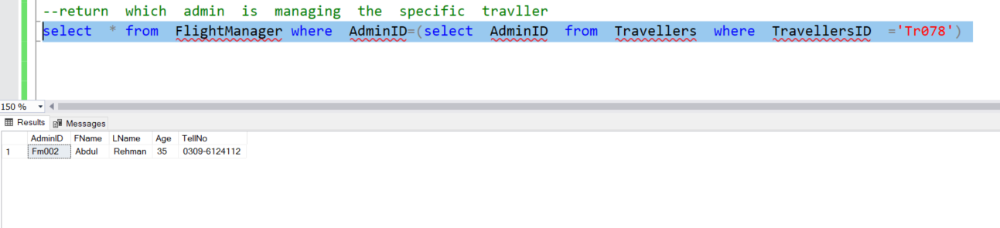 --return which admin is managing the specific travller
select * from FlightManager where AdminID=(select AdminID from Travellers where TravellersID ='Tr078')
150 %
Results Messages
AdminID FName LName Age TellNo
1 Fm002 Abdul Rehman 35 0309-6124112